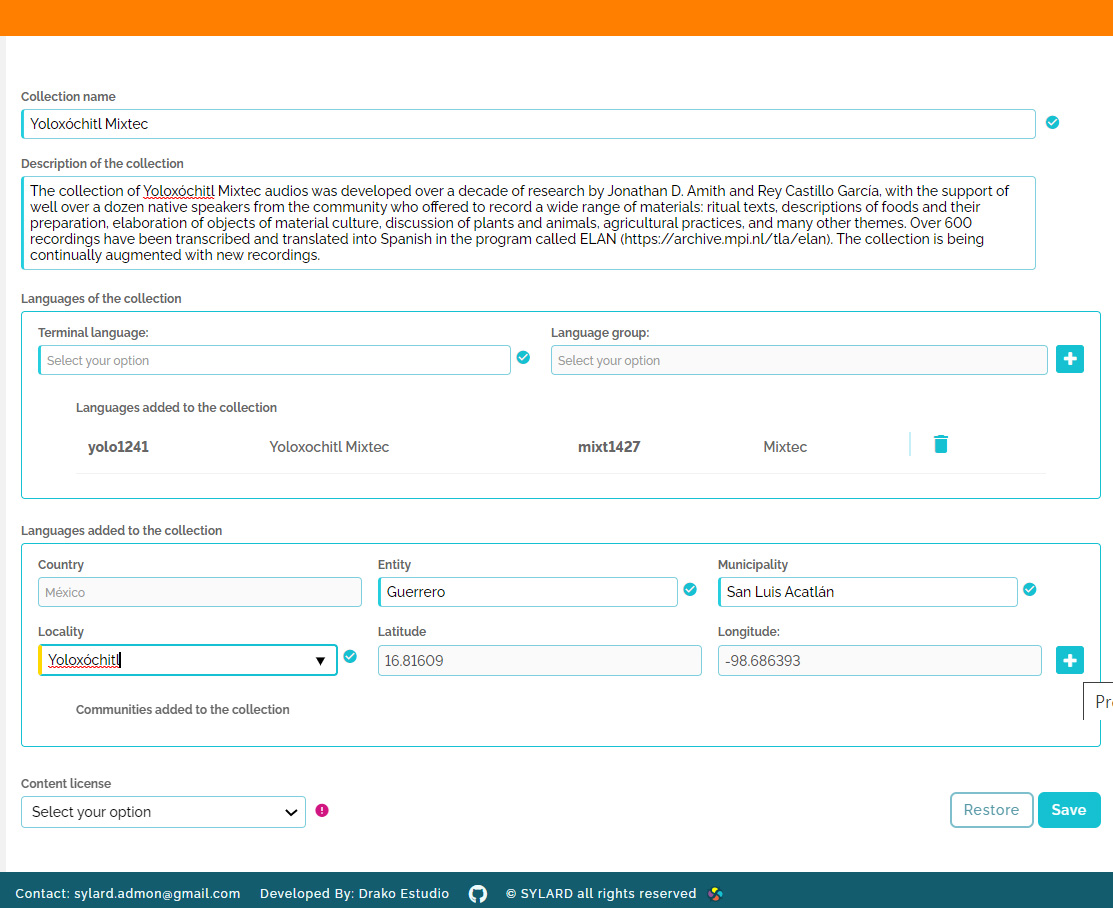 Collection name
Yoloxóchitl Mixtec
Description of the collection
The collection of Yoloxóchitl Mixtec audios was developed over a decade of research by Jonathan D. Amith and Rey Castillo García, with the support of
well over a dozen native speakers from the community who offered to record a wide range of materials: ritual texts, descriptions of foods and their
preparation, elaboration of objects of material culture, discussion of plants and animals, agricultural practices, and many other themes. Over 600
recordings have been transcribed and translated into Spanish in the program called ELAN (https://archive.mpi.nl/tla/elan). The collection is being
continually augmented with new recordings.
Languages of the collection
Terminal language: Language group:
Select your option Select your option
Languages added to the collection
yolo1241 Yoloxochitl Mixtec mixt1427 Mixtec
Languages added to the collection
Country Entity Municipality
México Guerrero San Luis Acatlán
Locality Latitude Longitude:
Yoloxóchitl 16.81609 -98.686393
Communities added to the collection
Content license
Select your option Restore Save
Contact: sylard.admon@gmail.com Developed By: Drako Estudio © SYLARD all rights reserved